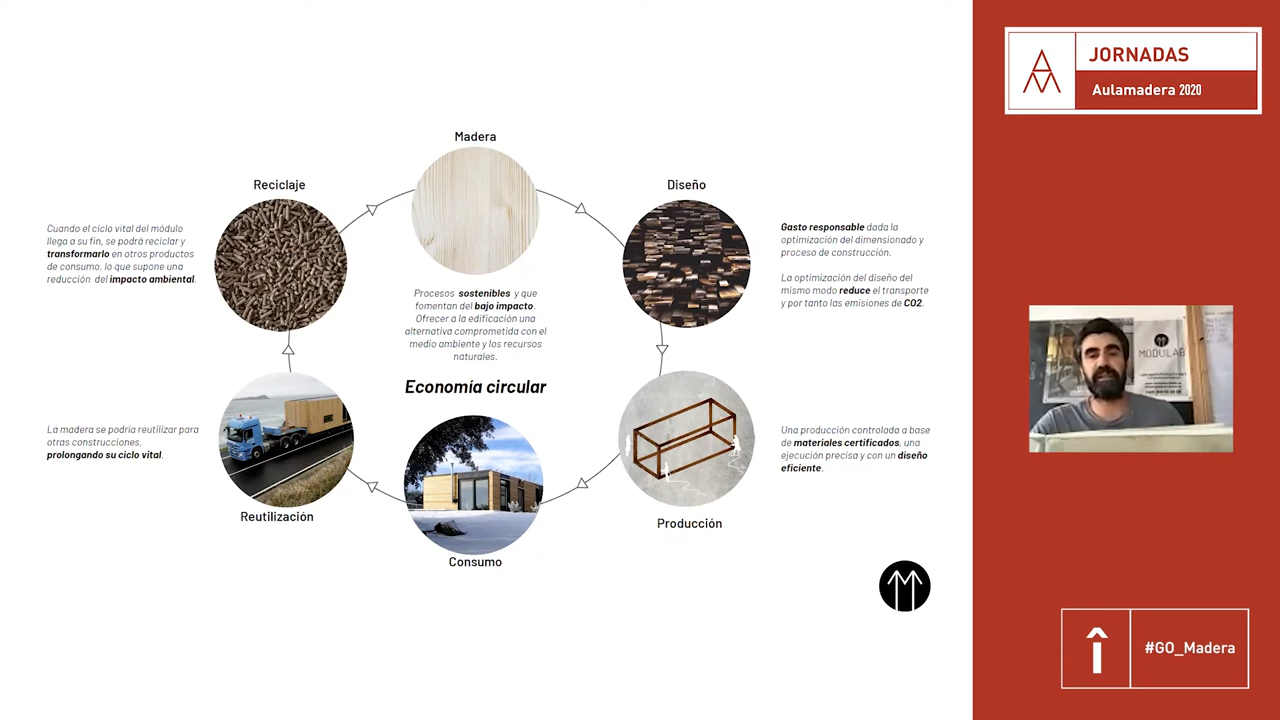 Madera
Reciclaje
Diseño
Cuando el ciclo vital del módulo
llega a su fin, se podrá reciclar y
transformarlo en otros productos
de consumo, lo que supone una
reducción del impacto ambiental.
Procesos sostenibles y que
fomentan del bajo impacto.
Ofrecer a la edificación una
alternativa comprometida con el
medio ambiente y los recursos
naturales.
Gasto responsable dada la
optimización del dimensionado y
proceso de construcción.
La optimización del diseño del
mismo modo reduce el transporte
y por tanto las emisiones de CO2.
Economía circular
La madera se podría reutilizar para
otras construcciones,
prolongando su ciclo vital.
Una producción controlada a base
de materiales certificados, una
ejecución precisa y con un diseño
eficiente.
Reutilización
Producción
Consumo
JORNADAS
Aulamadera 2020
MODULAB
#GO_Madera